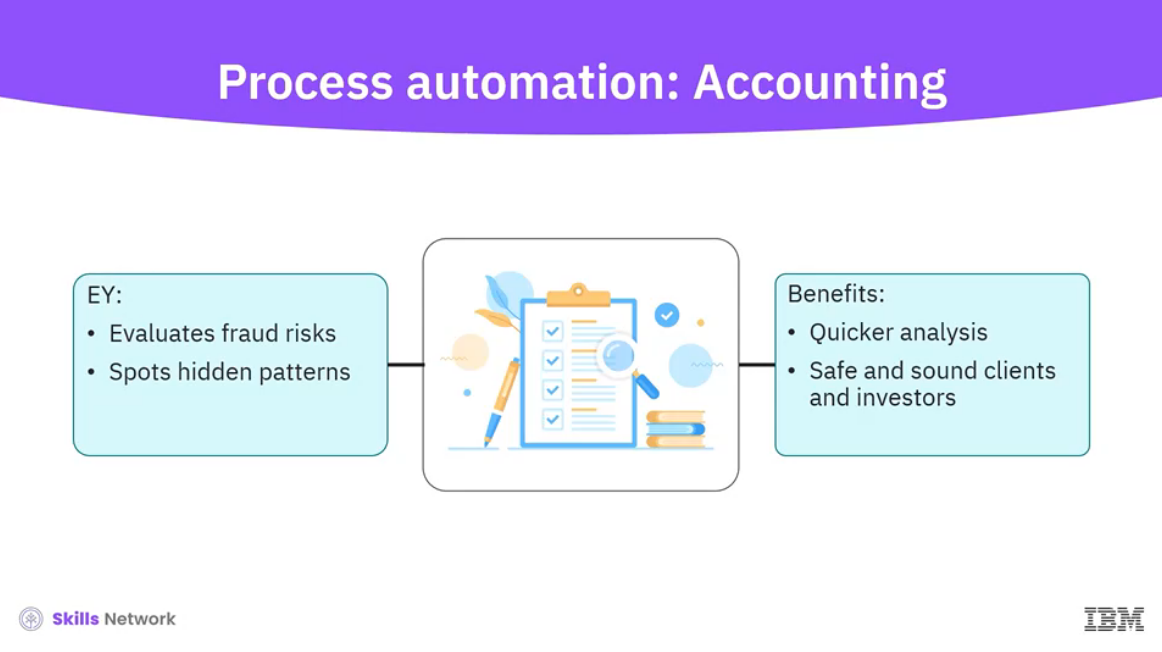 Process automation: Accounting
EY:
• Evaluates fraud risks
• Spots hidden patterns
Benefits:
• Quicker analysis
• Safe and sound clients
and investors
Skills Network
IBM